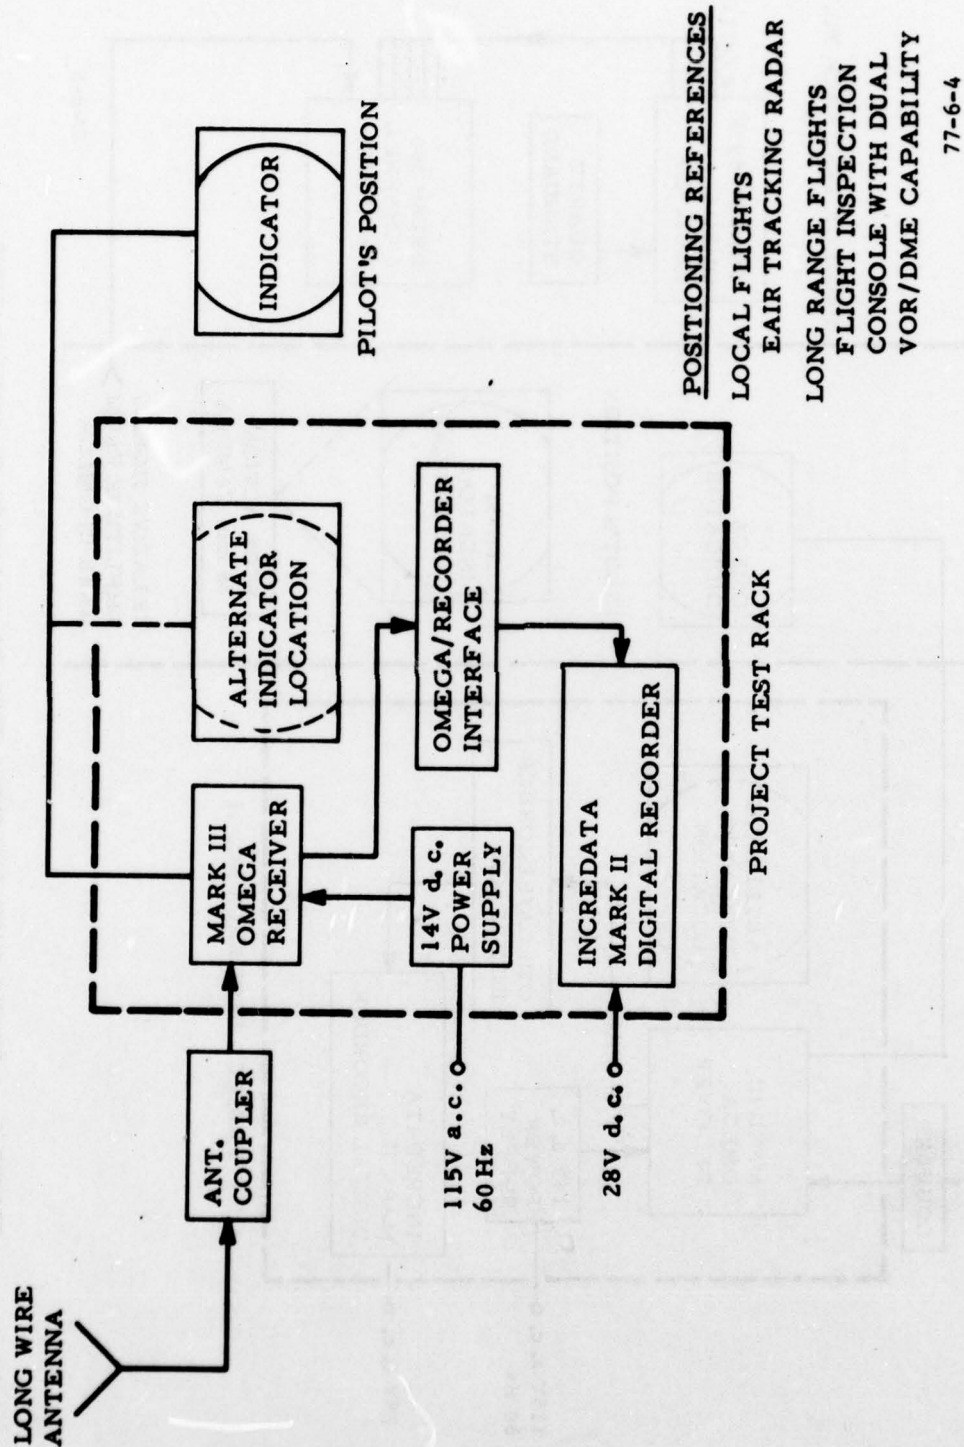 LONG WIRE
ANTENNA
ANT.
COUPLER
MARK III
OMEGA
RECEIVER
ALTERNATE
INDICATOR
LOCATION
INDICATOR
PILOT'S POSITION
14V d.c.
POWER
SUPPLY
OMEGA/RECORDER
INTERFACE
115V a.c.
60 Hz
28V d.c.
INCREDATA
MARK II
DIGITAL RECORDER
PROJECT TEST RACK
POSITIONING REFERENCES
LOCAL FLIGHTS
EAIR TRACKING RADAR
LONG RANGE FLIGHTS
FLIGHT INSPECTION
CONSOLE WITH DUAL
VOR/DME CAPABILITY
77-6-4